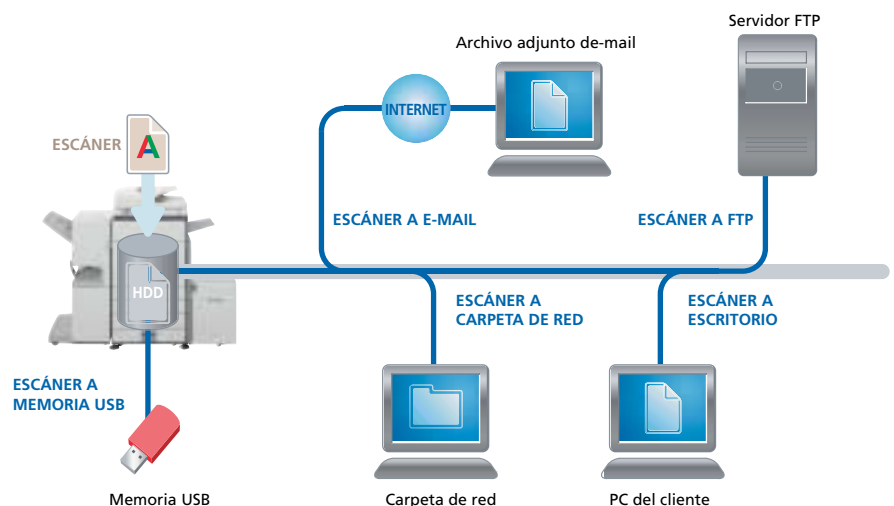 Servidor FTP
Archivo adjunto de-mail
INTERNET
ESCÁNER
A
ESCÁNER A E-MAIL
ESCÁNER A FTP
HDD
ESCÁNER A
CARPETA DE RED
ESCÁNER A
ESCRITORIO
ESCÁNER A
MEMORIA USB
Memoria USB
Carpeta de red
PC del cliente